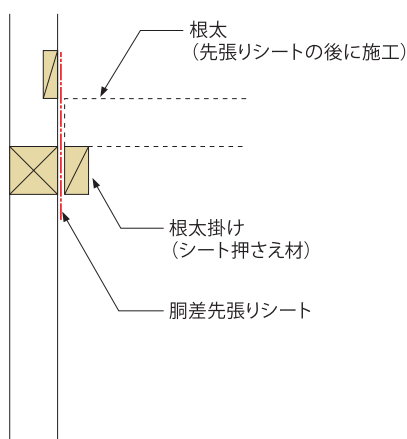 根太
（先張りシートの後に施工）
根太掛け
（シート押さえ材）
胴差先張りシート